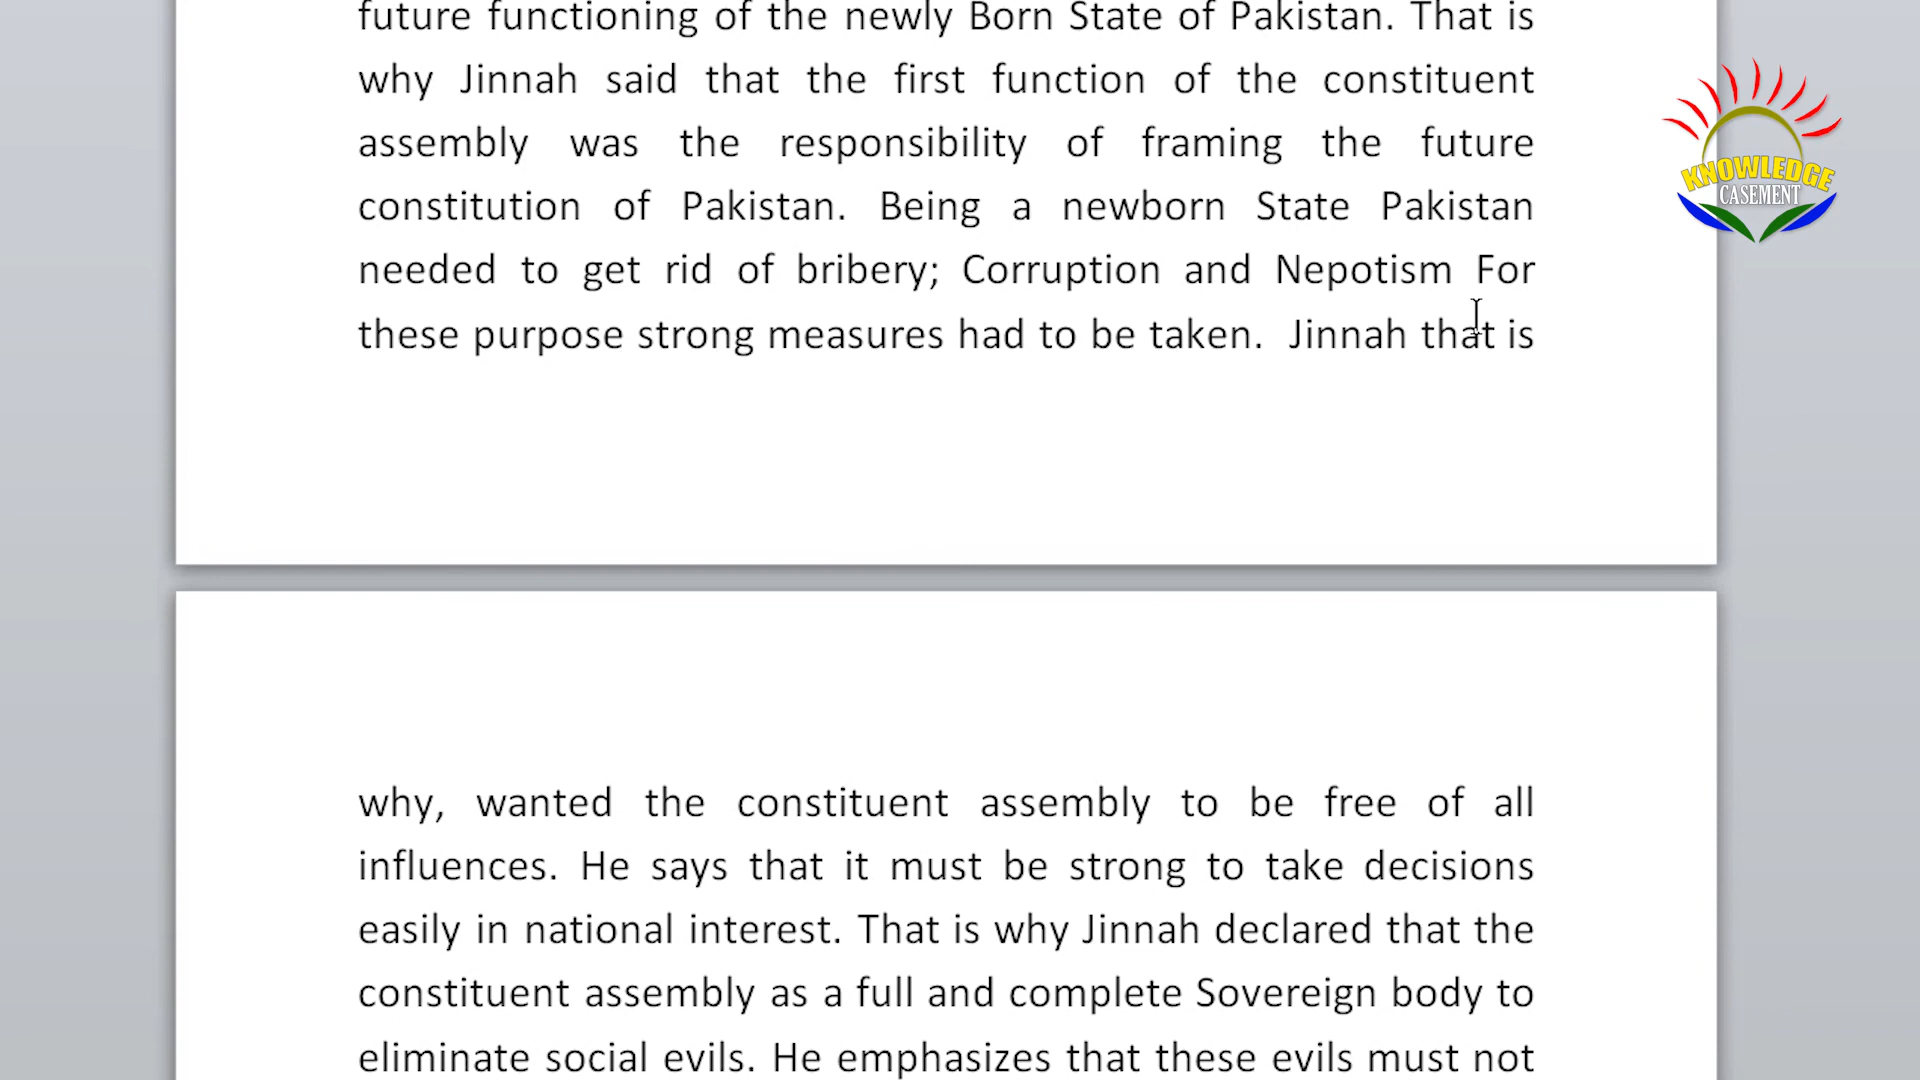 future functioning of the newly Born State of Pakistan. That is
why Jinnah said that the first function of the constituent
assembly was the responsibility of framing the future
constitution of Pakistan. Being a newborn State Pakistan
needed to get rid of bribery; Corruption and Nepotism For
these purpose strong measures had to be taken.  Jinnah that is
KNOWLEDGE
CASEMENT
why, wanted the constituent assembly to be free of all
influences. He says that it must be strong to take decisions
easily in national interest. That is why Jinnah declared that the
constituent assembly as a full and complete Sovereign body to
eliminate social evils. He emphasizes that these evils must not